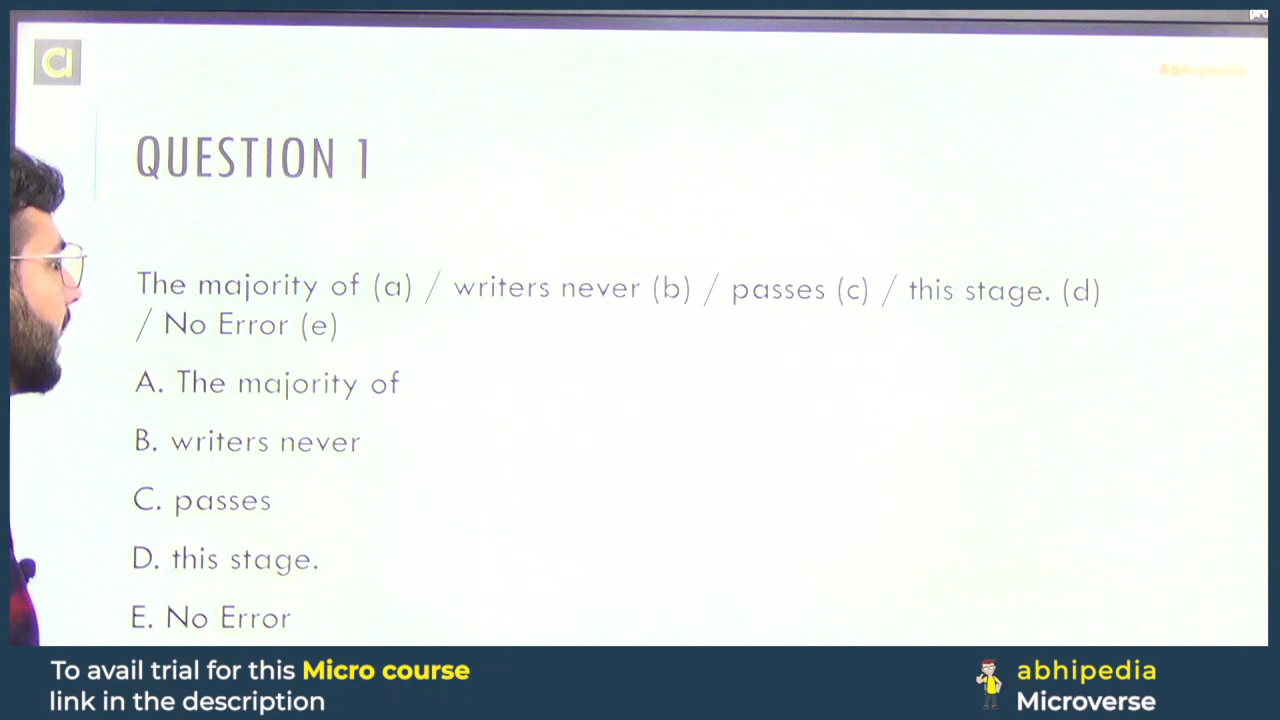 Abhipedia
QUESTION 1
The majority of (a) / writers never (b) / passes (c) / this stage. (d)
/ No Error (e)
A. The majority of
B. writers never
C. passes
D. this stage.
E. No Error
To avail trial for this Micro course
link in the description
abhipedia
Microverse